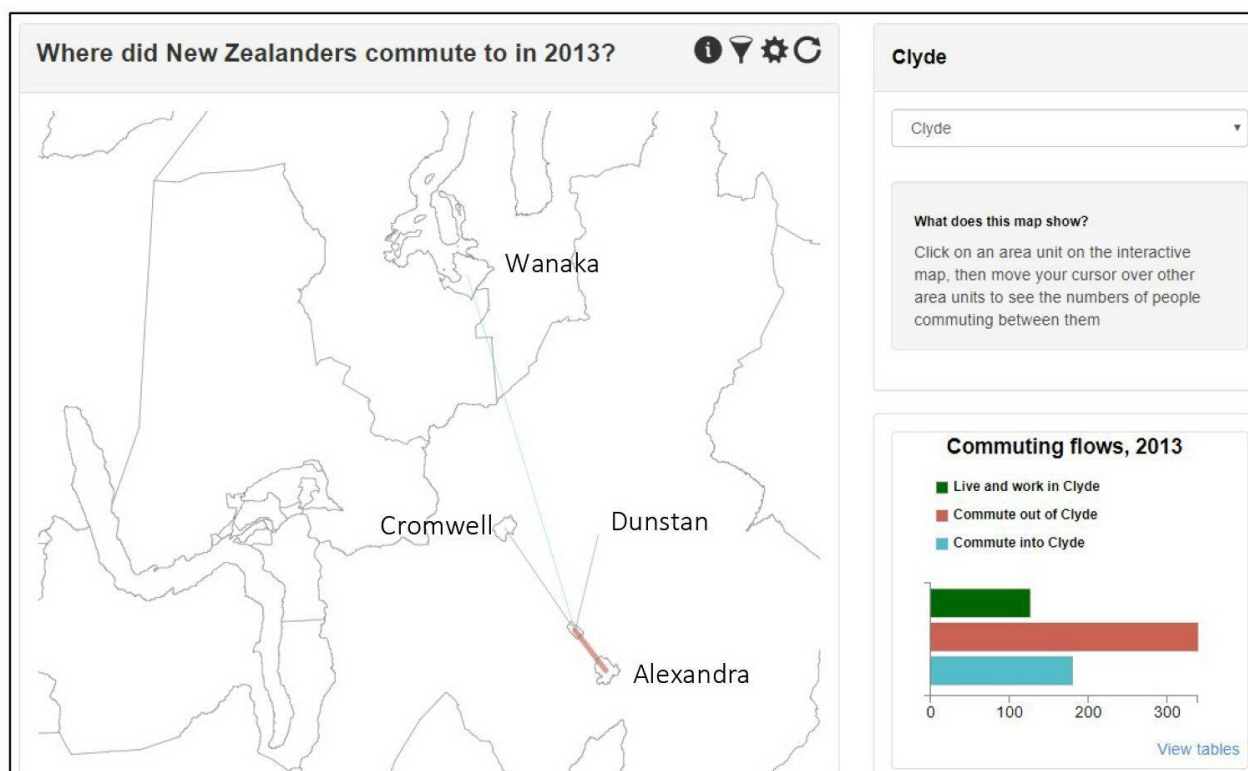 Where did New Zealanders commute to in 2013?
Wanaka
Cromwell
Dunstan
Alexandra
Clyde
Clyde
What does this map show?
Click on an area unit on the interactive
map, then move your cursor over other
area units to see the numbers of people
commuting between them
Commuting flows, 2013
Live and work in Clyde
Commute out of Clyde
Commute into Clyde
0 100 200 300
View tables